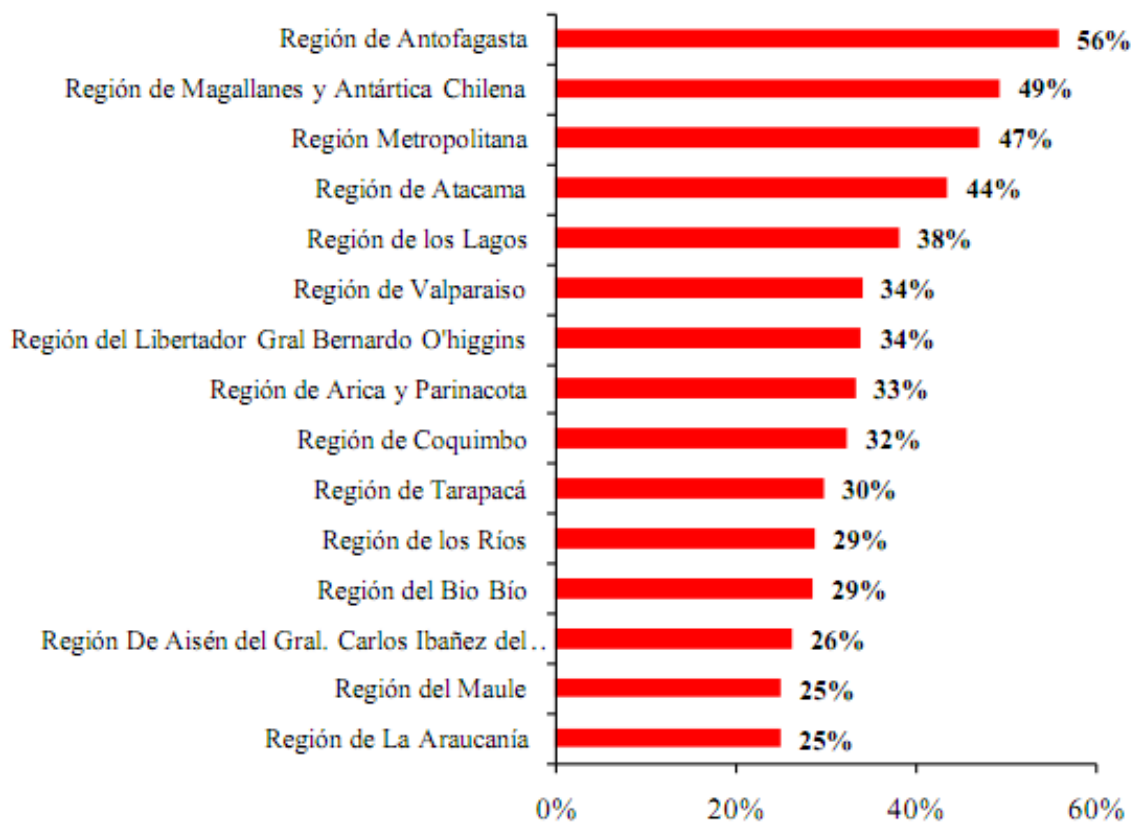 Región de Antofagasta 56%
Región de Magallanes y Antártica Chilena 49%
Región Metropolitana 47%
Región de Atacama 44%
Región de los Lagos 38%
Región de Valparaiso 34%
Región del Libertador Gral Bernardo O'higgins 34%
Región de Arica y Parinacota 33%
Región de Coquimbo 32%
Región de Tarapacá 30%
Región de los Ríos 29%
Región del Bio Bío 29%
Región De Aisén del Gral. Carlos Ibañez del.. 26%
Región del Maule 25%
Región de La Araucanía 25%
0% 20% 40% 60%